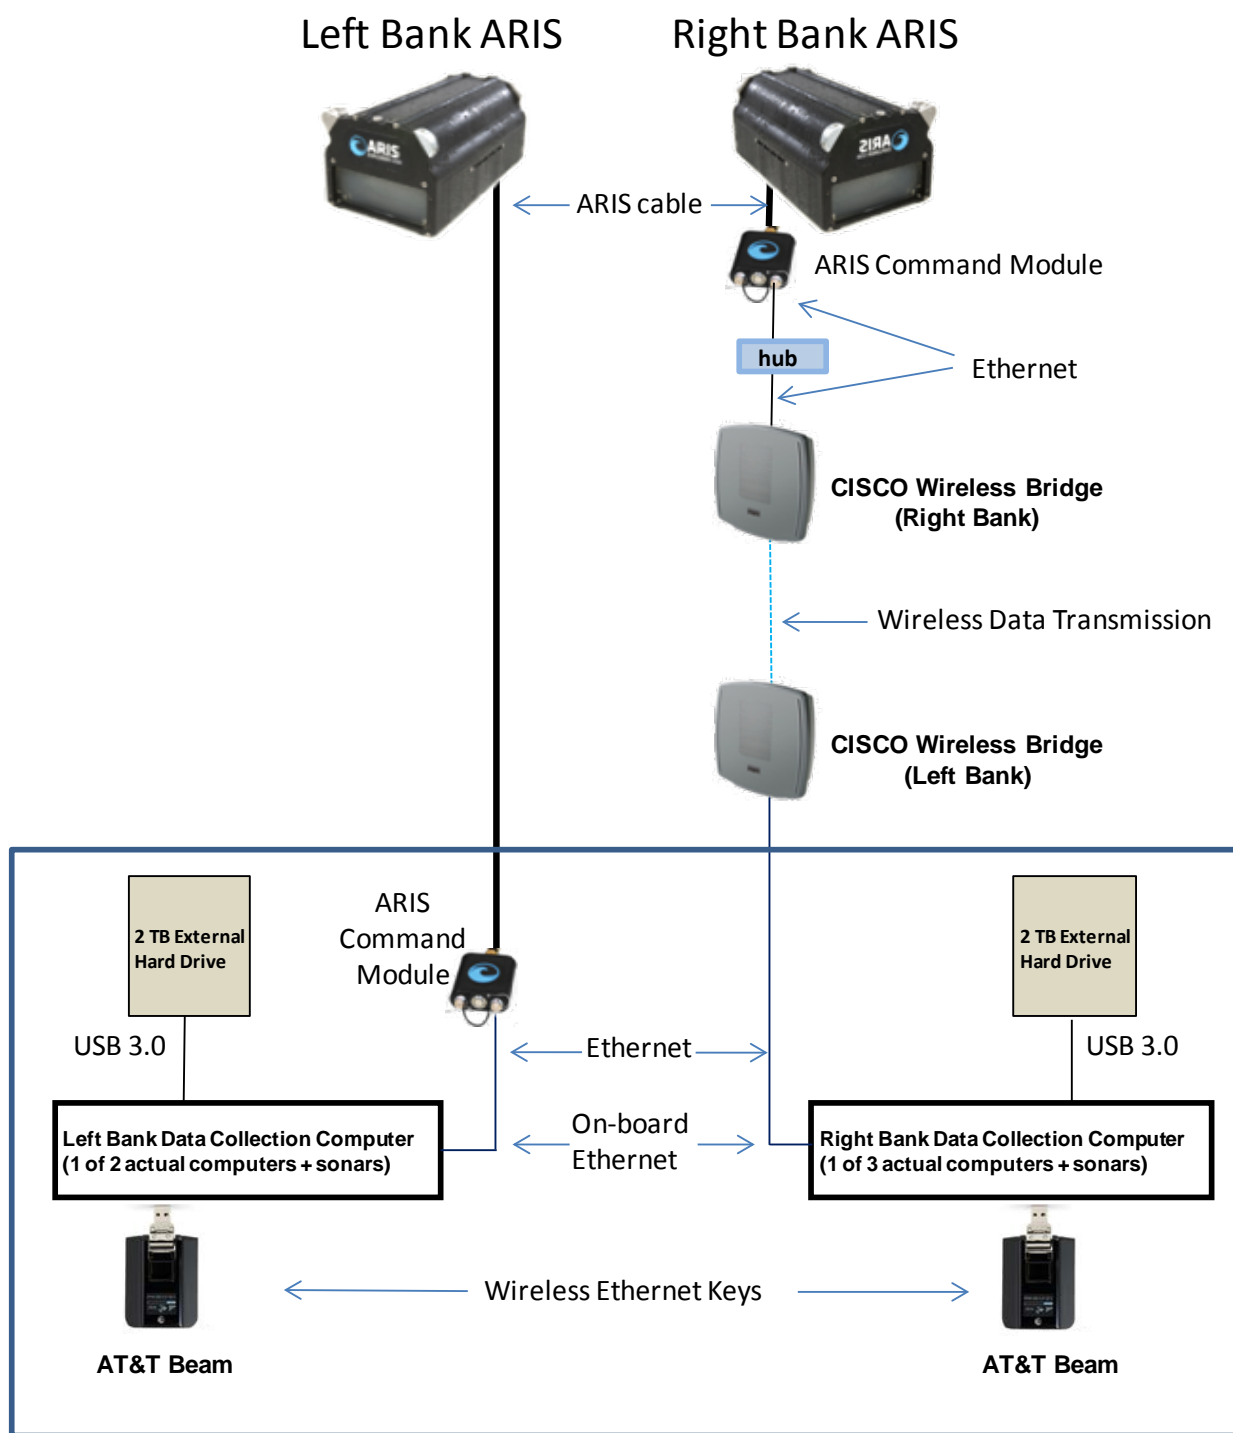 Left Bank ARIS
Right Bank ARIS
ARIS
ARIS
ARIS cable
ARIS Command Module
hub
Ethernet
CISCO Wireless Bridge
(Right Bank)
Wireless Data Transmission
CISCO Wireless Bridge
(Left Bank)
2 TB External
Hard Drive
ARIS
Command
Module
2 TB External
Hard Drive
USB 3.0
Ethernet
USB 3.0
Left Bank Data Collection Computer
(1 of 2 actual computers + sonars)
On-board
Ethernet
Right Bank Data Collection Computer
(1 of 3 actual computers + sonars)
Wireless Ethernet Keys
AT&T Beam
AT&T Beam